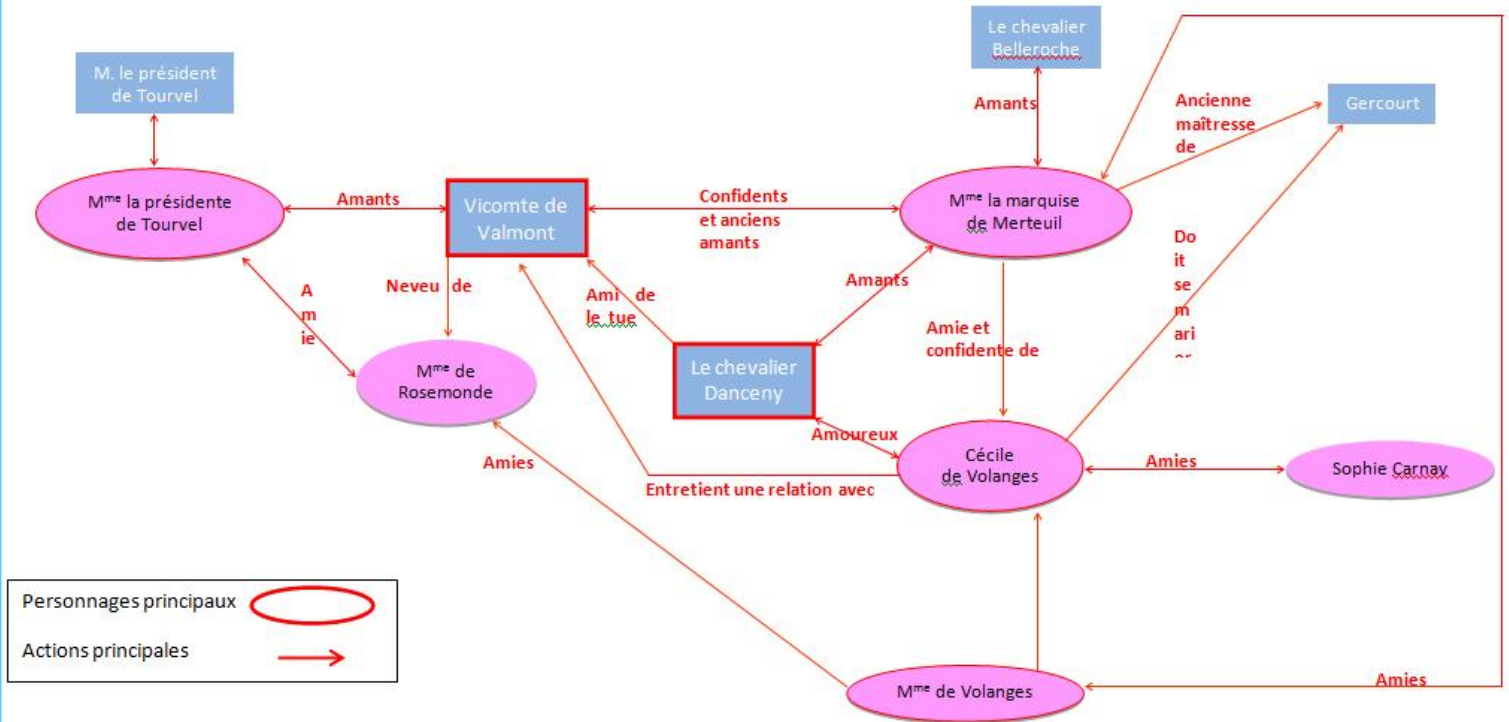 Le chevalier
Belleroche
M. le président
de Tourvel
Amants
Ancienne
maîtresse
de
Gercourt
Mme la présidente
de Tourvel
Amants
Vicomte de
Valmont
Confidents
et anciens
amants
Mme la marquise
de Merteuil
Neveu de
A
m
ie
Ami de
le tue
Amants
Do
it
se
m
ari
er
Amie et
confidente de
Mme de
Rosemonde
Le chevalier
Danceny
Amoureux
Cécile
de Volanges
Amies
Sophie Carnay
Amies
Entretient une relation avec
Personnages principaux
Actions principales
Mme de Volanges
Amies